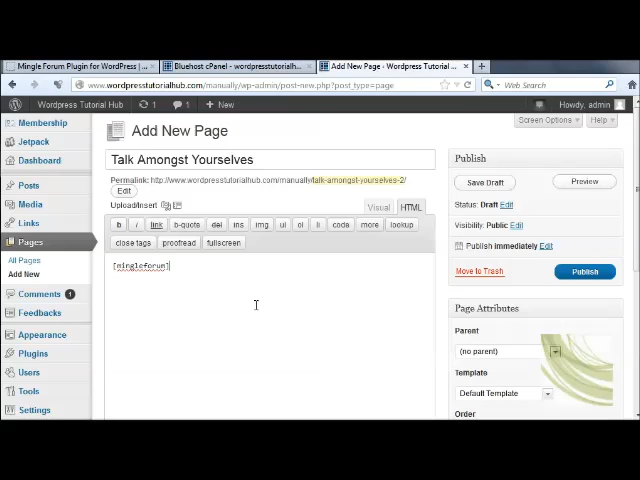 Mingle Forum Plugin for WordPress | ...
Bluehost cPanel - wordpresstutorialhub...
Add New Page ‹ Wordpress Tutorial ...
www.wordpresstutorialhub.com/manually/wp-admin/post-new.php?post_type=page
Web Search
Wordpress Tutorial Hub
1
1
+ New
Howdy, admin
Membership
Jetpack
Dashboard
Posts
Media
Links
Pages
All Pages
Add New
Comments 1
Feedbacks
Appearance
Plugins
Users
Tools
Settings
Screen Options
Help
Add New Page
Talk Amongst Yourselves
Permalink: http://www.wordpresstutorialhub.com/manually/talk-amongst-yourselves-2/
Edit
Upload/Insert
Visual
HTML
b i link b-quote del ins img ul ol li code more lookup
close tags proofread fullscreen
[mingleforum]
Publish
Save Draft
Preview
Status: Draft Edit
Visibility: Public Edit
Publish immediately Edit
Move to Trash
Publish
Page Attributes
Parent
(no parent)
Template
Default Template
Order